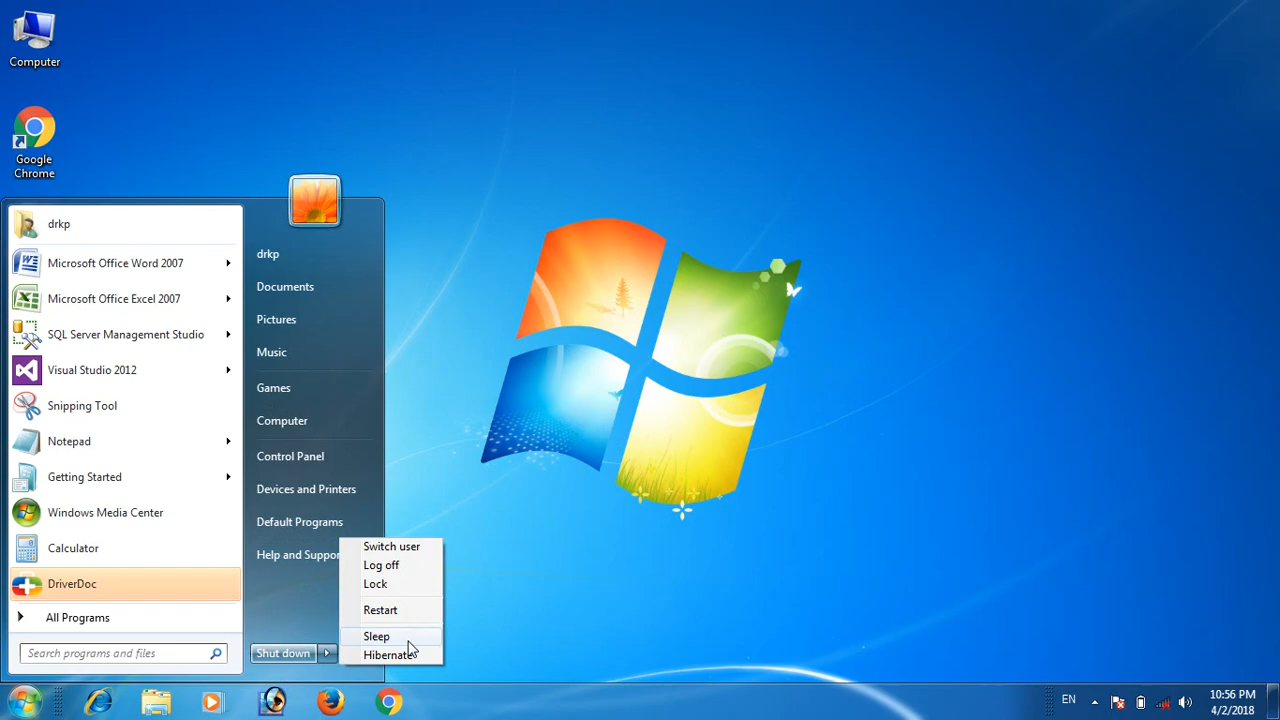 Computer
Google
Chrome
drkp
Microsoft Office Word 2007
Microsoft Office Excel 2007
SQL Server Management Studio
Visual Studio 2012
Snipping Tool
Notepad
Getting Started
Windows Media Center
Calculator
DriverDoc
All Programs
Search programs and files
drkp
Documents
Pictures
Music
Games
Computer
Control Panel
Devices and Printers
Default Programs
Help and Suppor
Shut down
Switch user
Log off
Lock
Restart
Sleep
Hibernate
EN
10:56 PM
4/2/2018